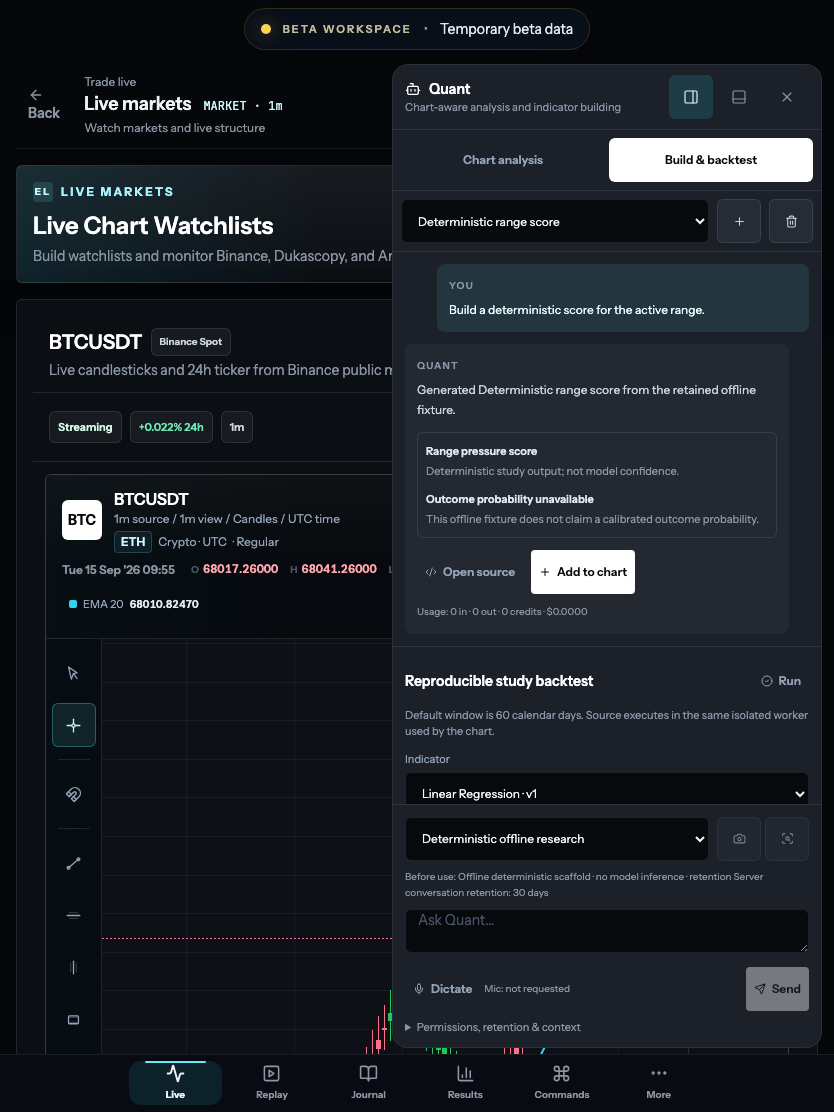 BETA WORKSPACE · Temporary beta data
Back
Trade live
Live markets MARKET · 1m
Watch markets and live structure
EL LIVE MARKETS
Live Chart Watchlists
Build watchlists and monitor Binance, Dukascopy, and
BTCUSDT Binance Spot
Live candlesticks and 24h ticker from Binance public
Streaming +0.022% 24h 1m
BTC
BTCUSDT
1m source / 1m view / Candles / UTC time
ETH Crypto · UTC · Regular
Tue 15 Sep '26 09:55 O 68017.26000 H 68041.26000
EMA 20 68010.82470
Quant
Chart-aware analysis and indicator building
Chart analysis Build & backtest
Deterministic range score
YOU
Build a deterministic score for the active range.
QUANT
Generated Deterministic range score from the retained offline
fixture.
Range pressure score
Deterministic study output; not model confidence.
Outcome probability unavailable
This offline fixture does not claim a calibrated outcome probability.
Open source + Add to chart
Usage: 0 in · 0 out · 0 credits · $0.0000
Reproducible study backtest Run
Default window is 60 calendar days. Source executes in the same isolated worker
used by the chart.
Indicator
Linear Regression · v1
Deterministic offline research
Before use: Offline deterministic scaffold · no model inference · retention Server
conversation retention: 30 days
Ask Quant...
Dictate Mic: not requested Send
Permissions, retention & context
Live Replay Journal Results Commands More